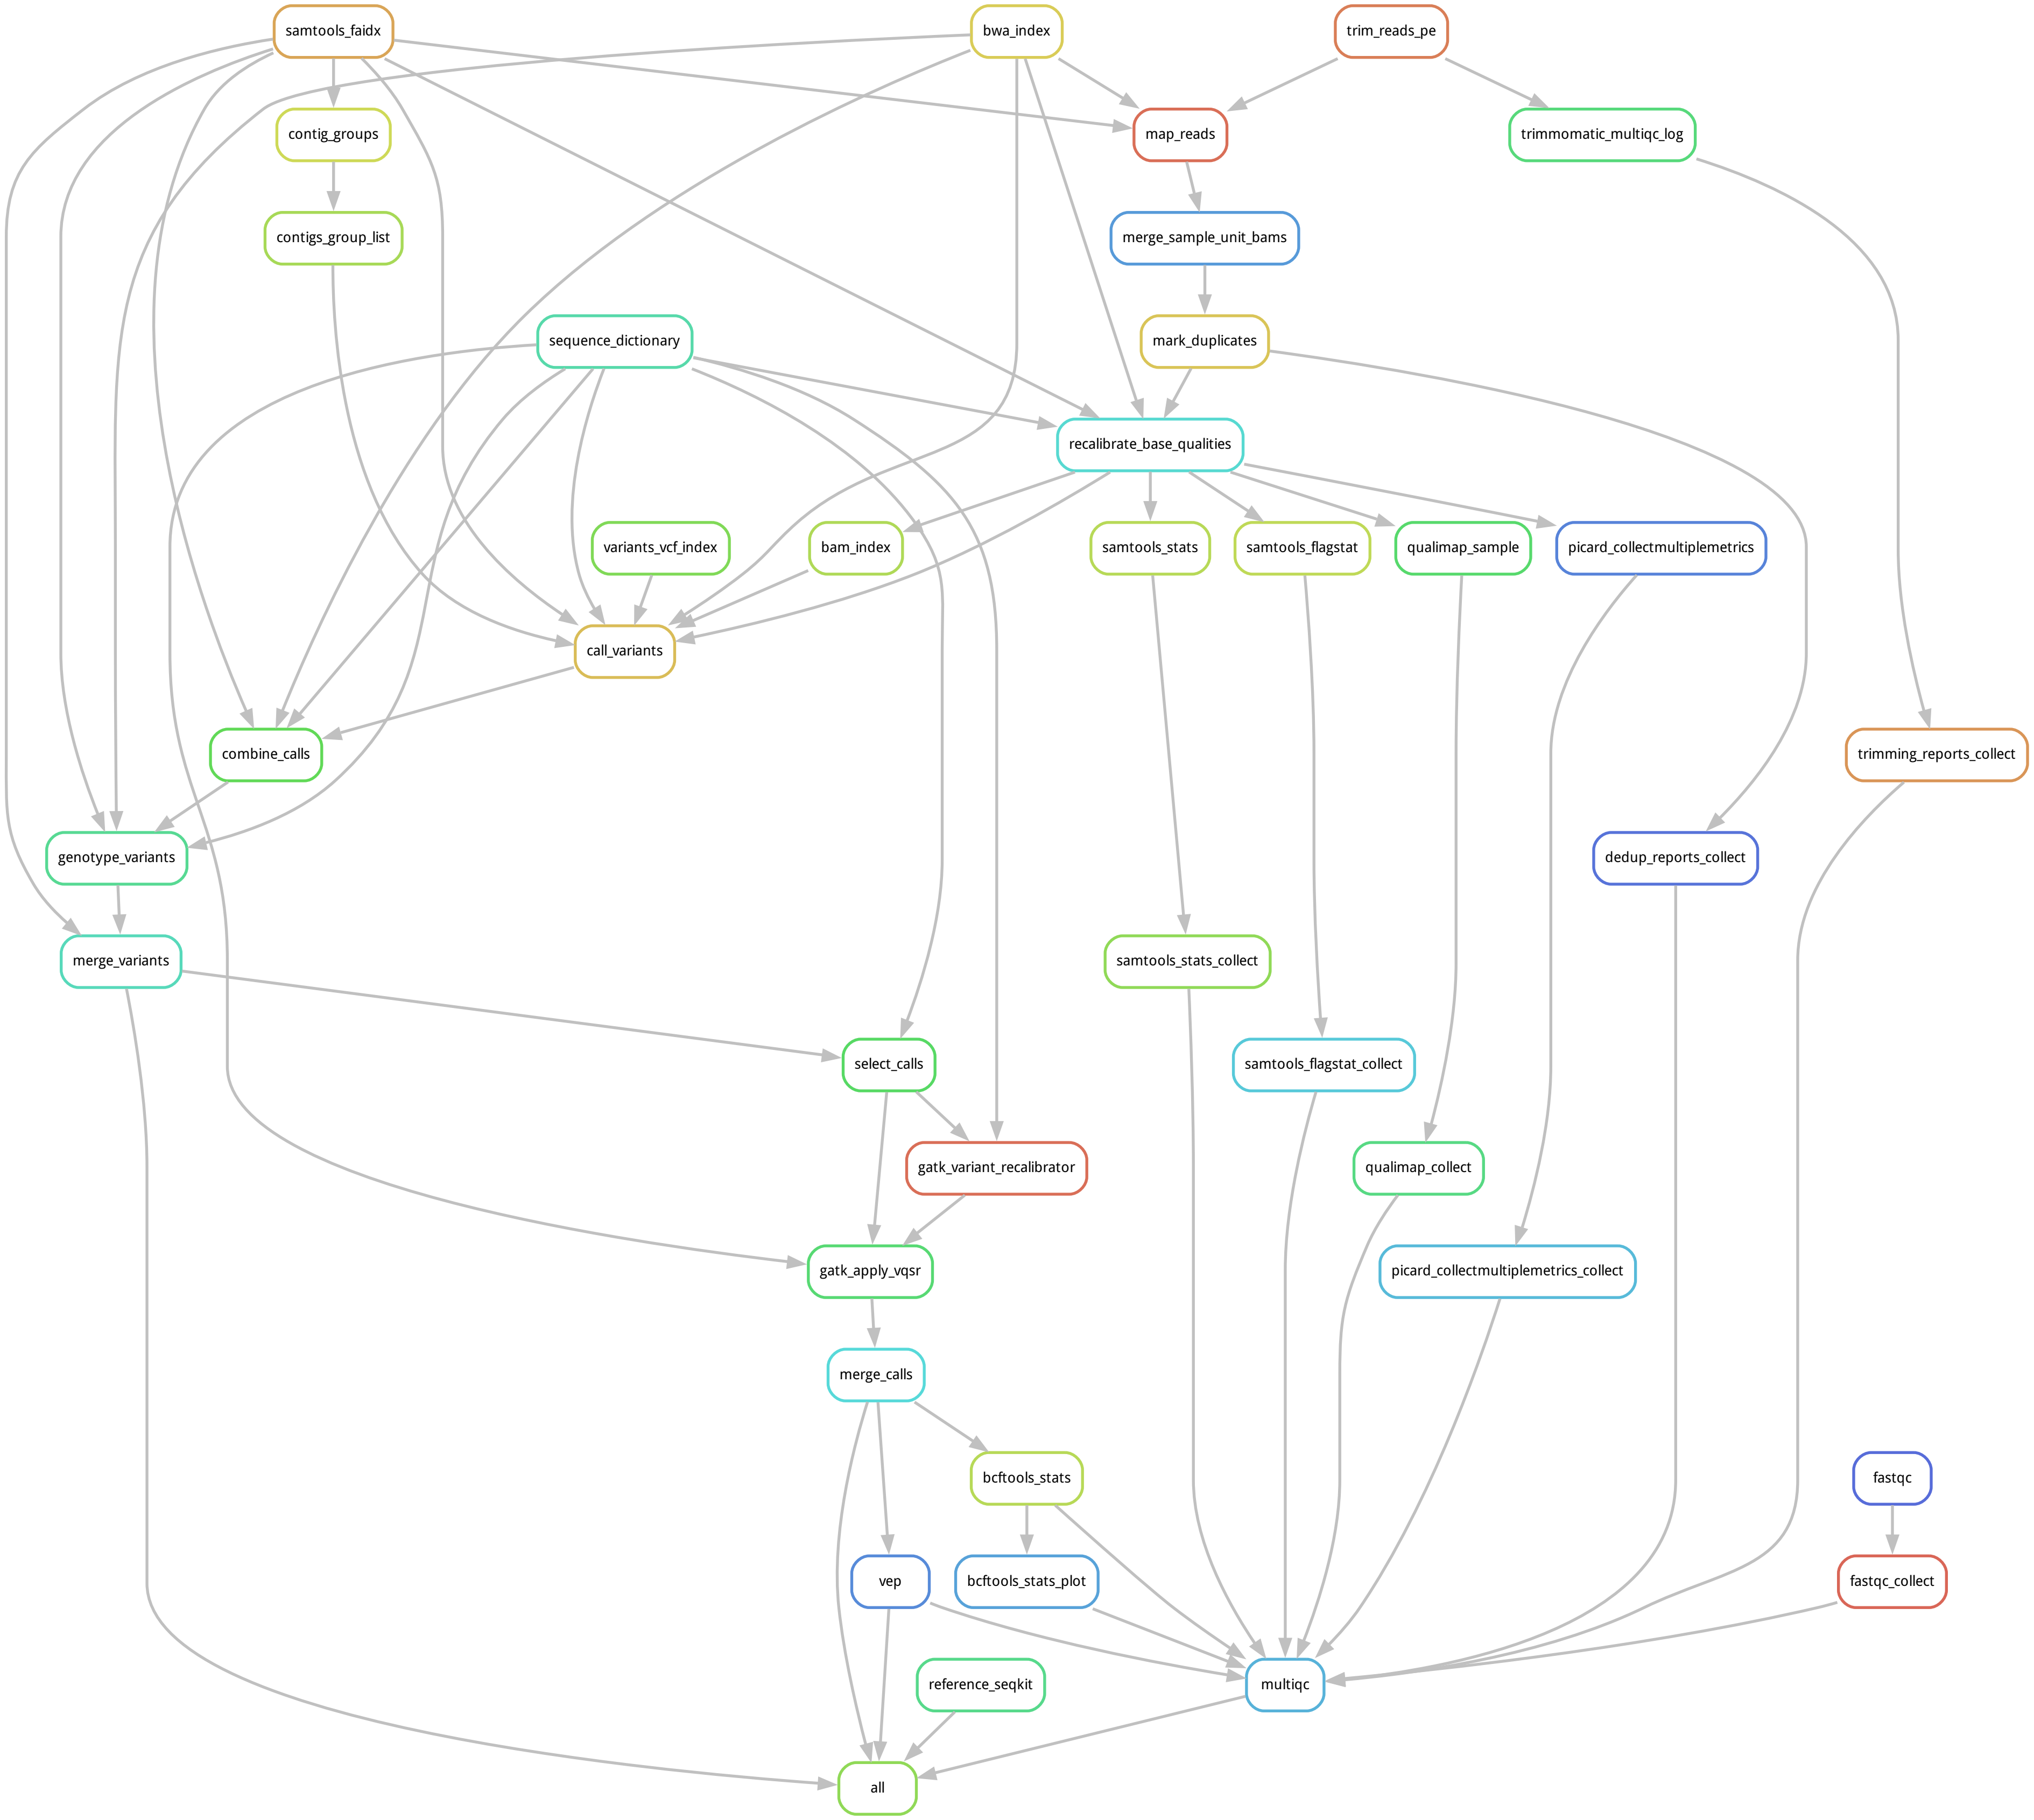 samtools_faidx
bwa_index
trim_reads_pe
contig_groups
map_reads
trimmomatic_multiqc_log
contigs_group_list
merge_sample_unit_bams
sequence_dictionary
mark_duplicates
recalibrate_base_qualities
variants_vcf_index
bam_index
samtools_stats
samtools_flagstat
qualimap_sample
picard_collectmultiplemetrics
call_variants
combine_calls
trimming_reports_collect
genotype_variants
dedup_reports_collect
merge_variants
samtools_stats_collect
select_calls
samtools_flagstat_collect
gatk_variant_recalibrator
qualimap_collect
gatk_apply_vqsr
picard_collectmultiplemetrics_collect
merge_calls
bcftools_stats
fastqc
vep
bcftools_stats_plot
fastqc_collect
reference_seqkit
multiqc
all